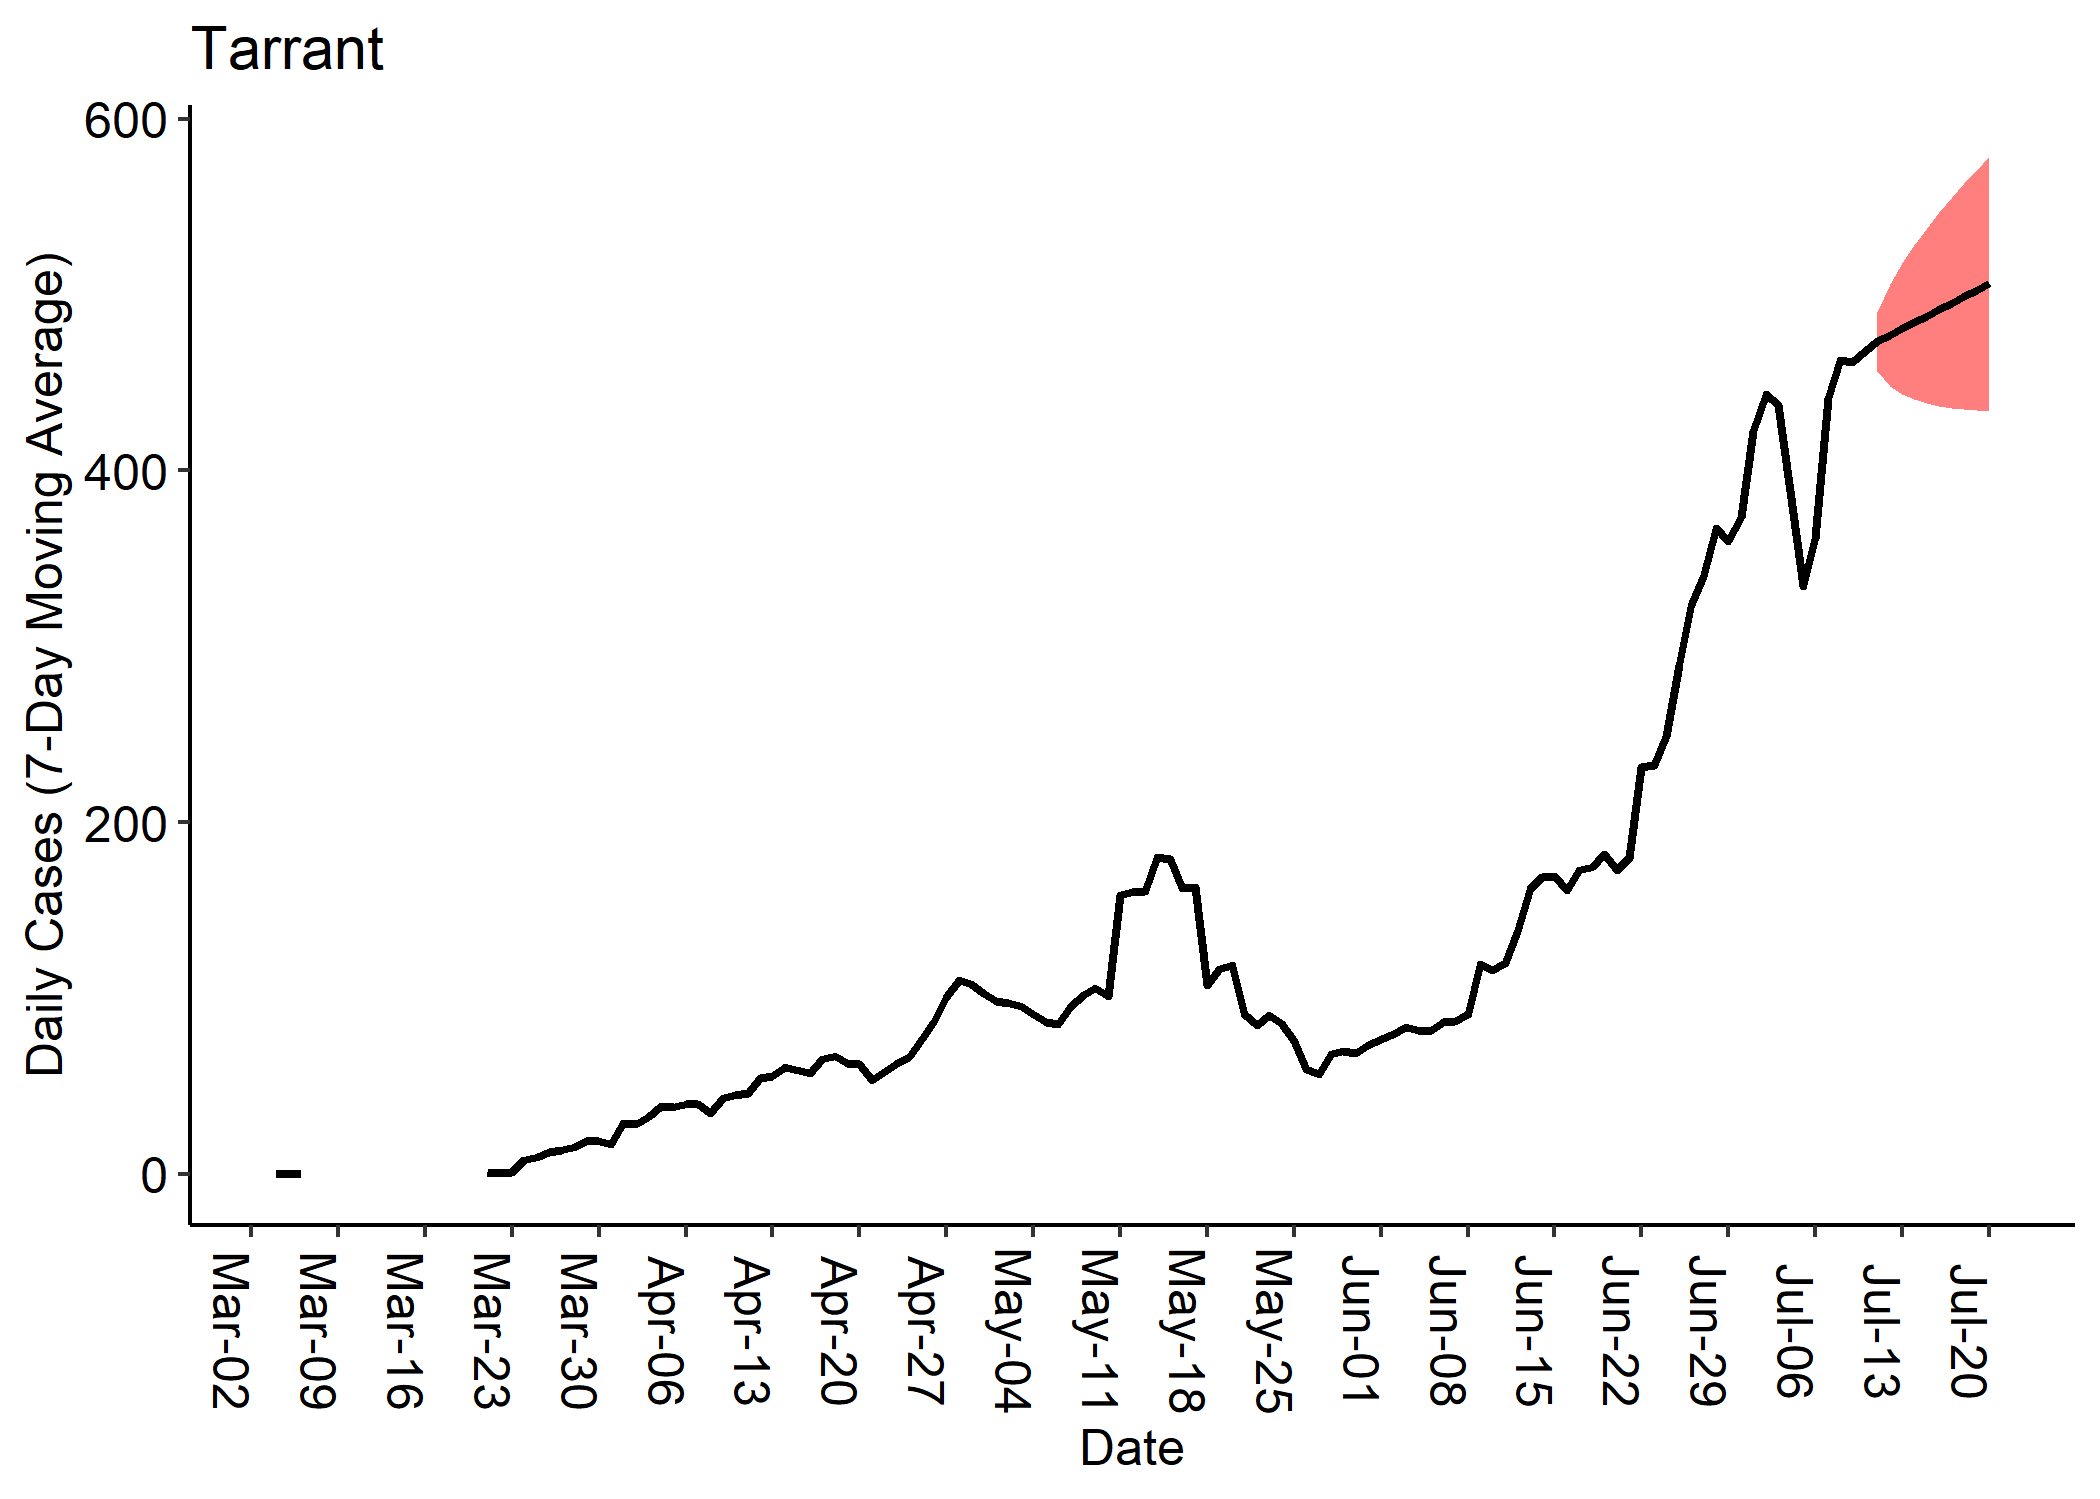 Tarrant
600
400
200
0
Daily Cases (7-Day Moving Average)
Mar-02
Mar-09
Mar-16
Mar-23
Mar-30
Apr-06
Apr-13
Apr-20
Apr-27
May-04
May-11
May-18
May-25
Jun-01
Jun-08
Jun-15
Jun-22
Jun-29
Jul-06
Jul-13
Jul-20
Date